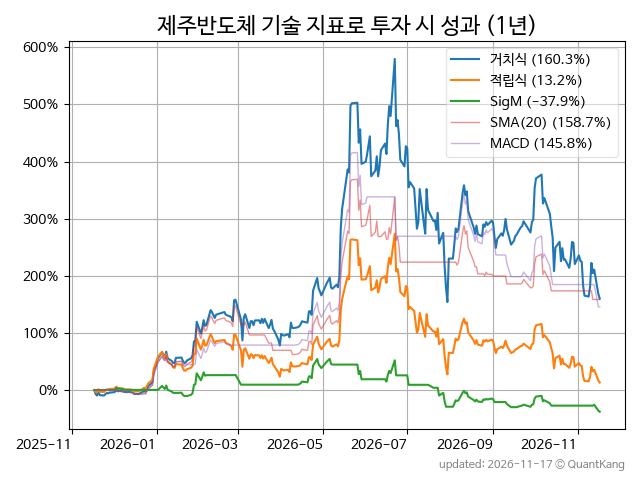 제주반도체 기술 지표로 투자 시 성과 (1년)
600%
500%
400%
300%
200%
100%
0%
거치식 (160.3%)
적립식 (13.2%)
SigM (-37.9%)
SMA(20) (158.7%)
MACD (145.8%)
2025-11
2026-01
2026-03
2026-05
2026-07
2026-09
2026-11
updated: 2026-11-17 © QuantKang